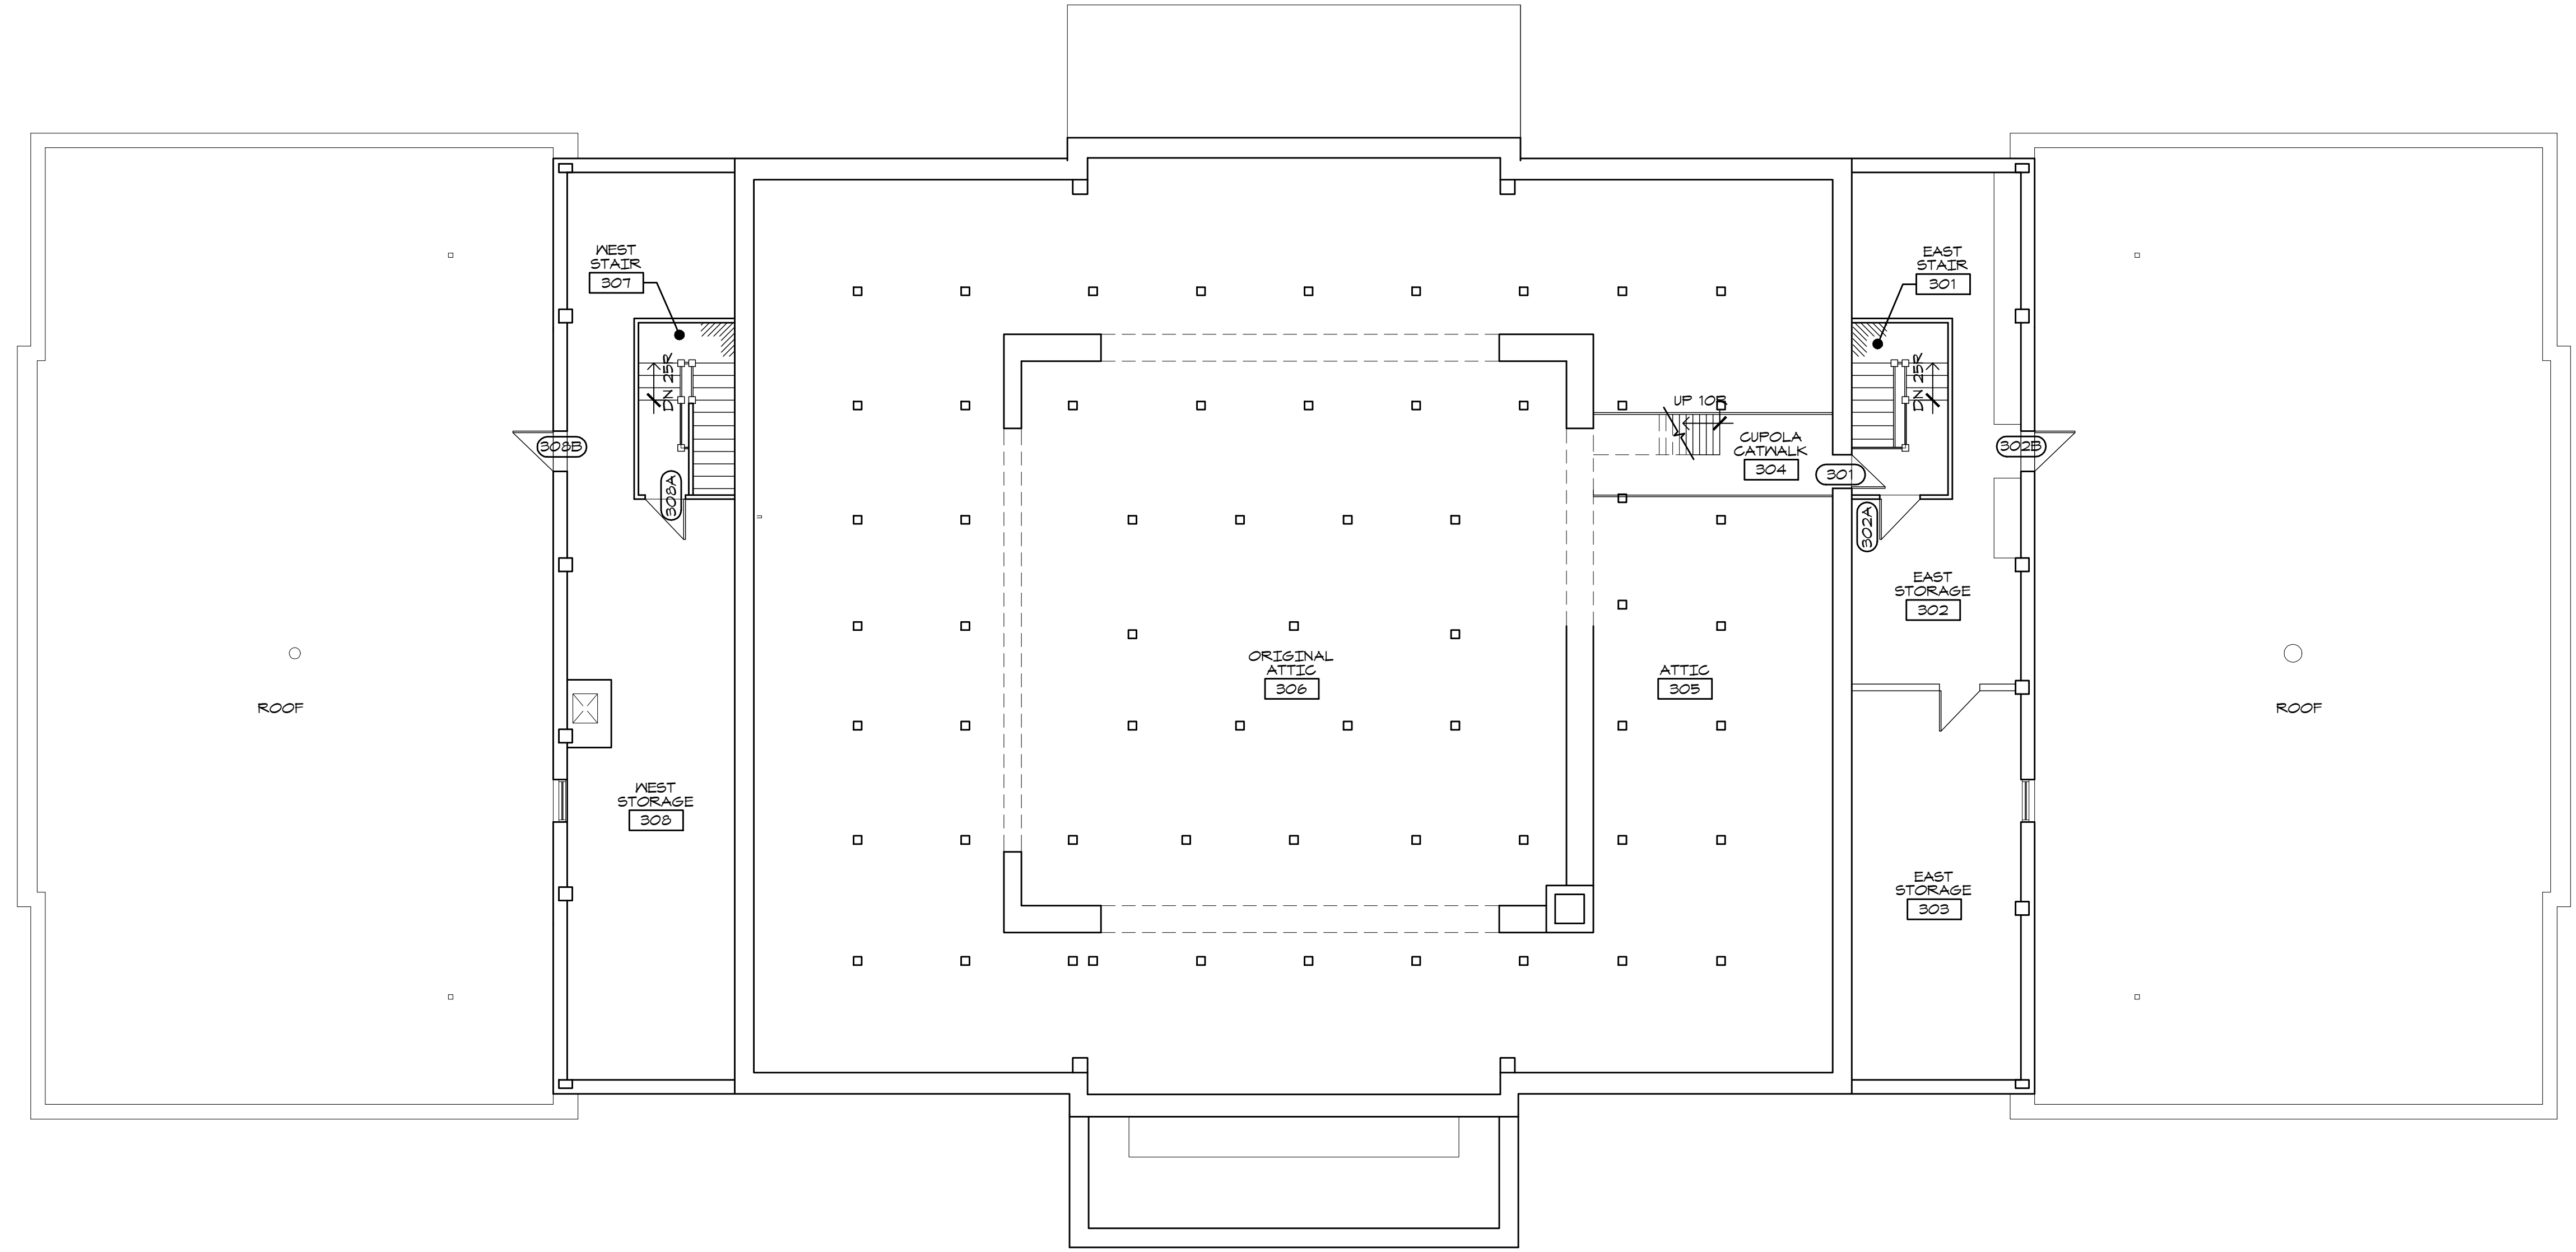 WEST
STAIR
307
EAST
STAIR
301
DN 25R
DN 25R
UP 10R
308B
308A
CUPOLA
CATWALK
304
301
302B
302A
EAST
STORAGE
302
ORIGINAL
ATTIC
306
ATTIC
305
ROOF
ROOF
WEST
STORAGE
308
EAST
STORAGE
303